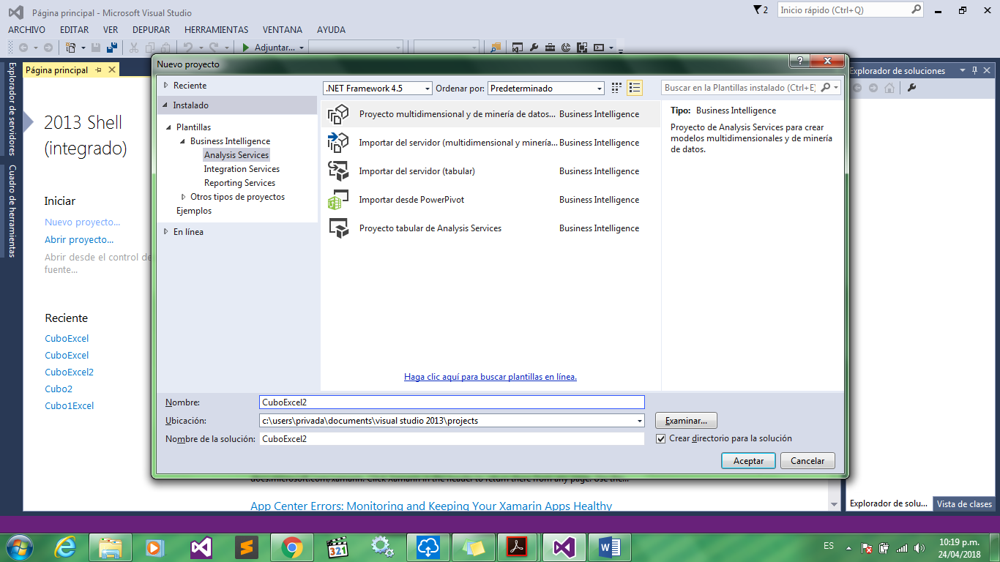 Página principal - Microsoft Visual Studio
2
Inicio rápido (Ctrl+Q)
ARCHIVO EDITAR VER DEPURAR HERRAMIENTAS VENTANA AYUDA
Adjuntar...
Explorador de servidores
Cuadro de herramientas
Página principal
2013 Shell
(integrado)
Iniciar
Nuevo proyecto...
Abrir proyecto...
Abrir desde el control de
fuente...
Reciente
CuboExcel
CuboExcel
CuboExcel2
Cubo2
Cubo1Excel
Nuevo proyecto
?
Reciente
Instalado
Plantillas
Business Intelligence
Analysis Services
Integration Services
Reporting Services
Otros tipos de proyectos
Ejemplos
En línea
.NET Framework 4.5 Ordenar por: Predeterminado
Buscar en la Plantillas instalado (Ctrl+E)
Proyecto multidimensional y de minería de datos... Business Intelligence
Importar del servidor (multidimensional y minería... Business Intelligence
Importar del servidor (tabular) Business Intelligence
Importar desde PowerPivot Business Intelligence
Proyecto tabular de Analysis Services Business Intelligence
Tipo: Business Intelligence
Proyecto de Analysis Services para crear
modelos multidimensionales y de minería
de datos.
Haga clic aquí para buscar plantillas en línea.
Nombre: CuboExcel2
Ubicación: c:\users\privada\documents\visual studio 2013\projects
Examinar...
Nombre de la solución: CuboExcel2
Crear directorio para la solución
Aceptar Cancelar
docs.microsoft.com/xamarin. Click Xamarin in the header to return there from any page. Use the...
App Center Errors: Monitoring and Keeping Your Xamarin Apps Healthy
Explorador de soluciones
Explorador de solu... Vista de clases
321
ES
10:19 p.m.
24/04/2018